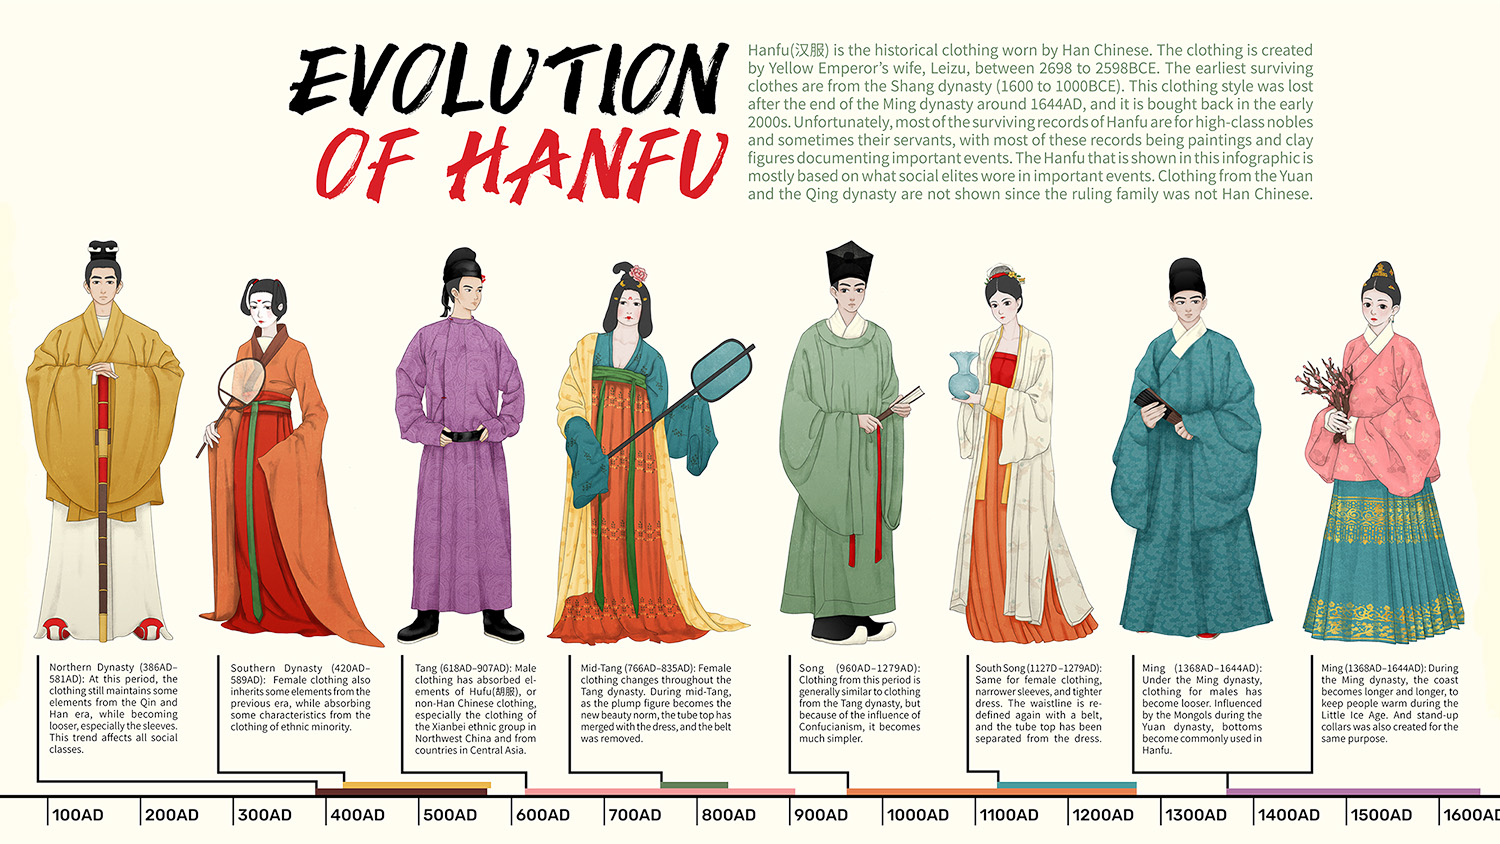 EVOLUTION
OF HANFU
Hanfu(汉服) is the historical clothing worn by Han Chinese. The clothing is created
by Yellow Emperor's wife, Leizu, between 2698 to 2598BCE. The earliest surviving
clothes are from the Shang dynasty (1600 to 1000BCE). This clothing style was lost
after the end of the Ming dynasty around 1644AD, and it is bought back in the early
2000s. Unfortunately, most of the surviving records of Hanfu are for high-class nobles
and sometimes their servants, with most of these records being paintings and clay
figures documenting important events. The Hanfu that is shown in this infographic is
mostly based on what social elites wore in important events. Clothing from the Yuan
and the Qing dynasty are not shown since the ruling family was not Han Chinese.
Northern Dynasty (386AD–
581AD): At this period, the
clothing still maintains some
elements from the Qin and
Han era, while becoming
looser, especially the sleeves.
This trend affects all social
classes.
Southern Dynasty (420AD–
589AD): Female clothing also
inherits some elements from the
previous era, while absorbing
some characteristics from the
clothing of ethnic minority.
Tang (618AD–907AD): Male
clothing has absorbed el-
ements of Hufu(胡服), or
non-Han Chinese clothing,
especially the clothing of
the Xianbei ethnic group in
Northwest China and from
countries in Central Asia.
Mid-Tang (766AD–835AD): Female
clothing changes throughout the
Tang dynasty. During mid-Tang,
as the plump figure becomes the
new beauty norm, the tube top has
merged with the dress, and the belt
was removed.
Song (960AD–1279AD):
Clothing from this period is
generally similar to clothing
from the Tang dynasty, but
because of the influence of
Confucianism, it becomes
much simpler.
South Song (1127D–1279AD):
Same for female clothing,
narrower sleeves, and tighter
dress. The waistline is re-
defined again with a belt,
and the tube top has been
separated from the dress.
Ming (1368AD–1644AD):
Under the Ming dynasty,
clothing for males has
become looser. Influenced
by the Mongols during the
Yuan dynasty, bottoms
become commonly used in
Hanfu.
Ming (1368AD–1644AD): During
the Ming dynasty, the coast
becomes longer and longer, to
keep people warm during the
Little Ice Age. And stand-up
collars was also created for the
same purpose.
100AD 200AD 300AD 400AD 500AD 600AD 700AD 800AD 900AD 1000AD 1100AD 1200AD 1300AD 1400AD 1500AD 1600AD